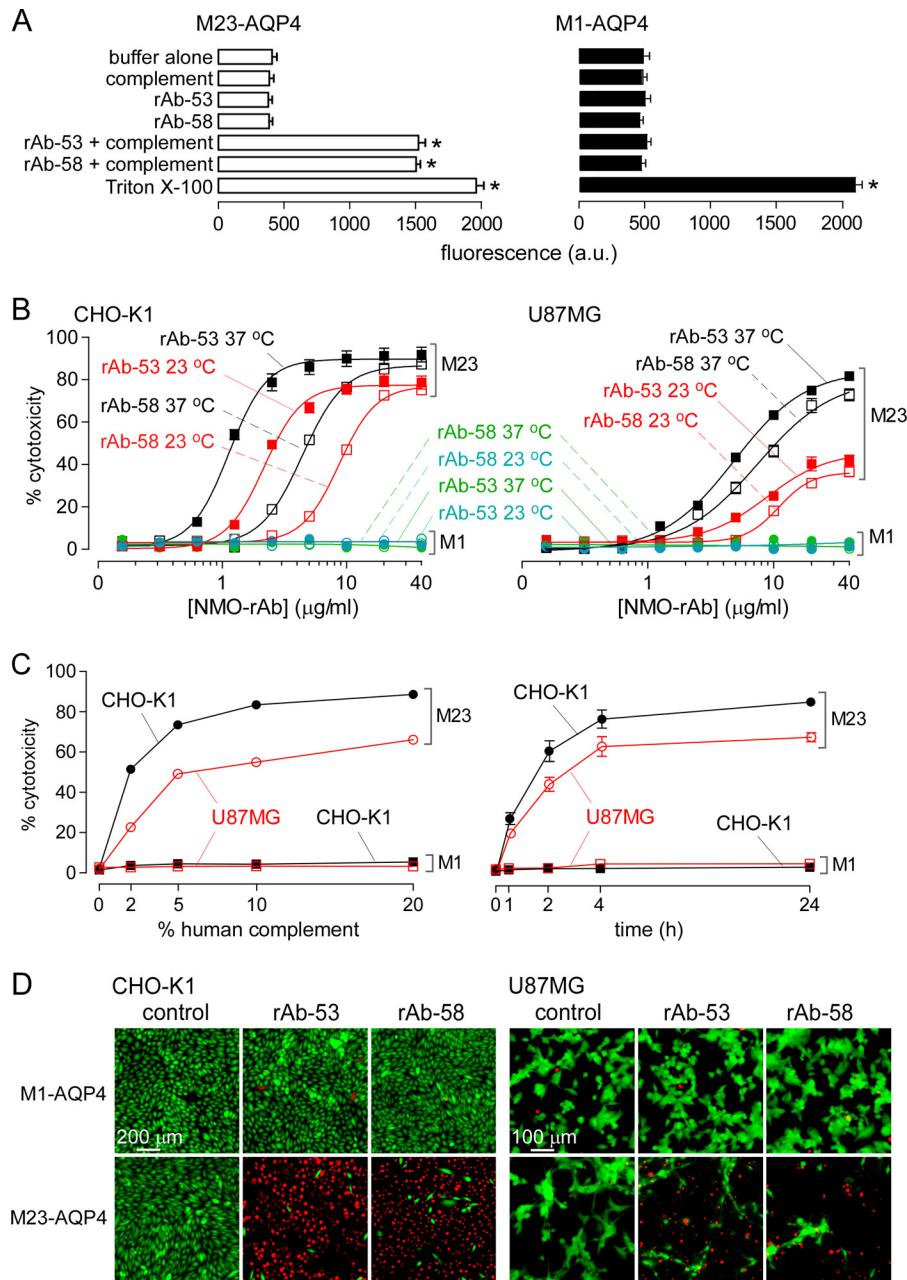 A
M23-AQP4
M1-AQP4
buffer alone
complement
rAb-53
rAb-58
rAb-53 + complement
rAb-58 + complement
Triton X-100
* * * *
0 500 1000 1500 2000
0 500 1000 1500 2000
fluorescence (a.u.)
B
CHO-K1
U87MG
% cytotoxicity
100
80
60
40
20
0
rAb-53 37 °C
rAb-53 23 °C
rAb-58 37 °C
rAb-58 23 °C
M23
M1
rAb-58 37 °C
rAb-58 23 °C
rAb-53 37 °C
rAb-53 23 °C
rAb-53 37 °C
rAb-58 37 °C
rAb-53 23 °C
rAb-58 23 °C
M23
M1
0 1 10 40
0 1 10 40
[NMO-rAb] (µg/ml)
[NMO-rAb] (µg/ml)
C
% cytotoxicity
100
80
60
40
20
0
CHO-K1
M23
U87MG
CHO-K1
M1
CHO-K1
M23
U87MG
CHO-K1
M1
0 2 5 10 20
0 1 2 4 24
% human complement
time (h)
D
CHO-K1
U87MG
control rAb-53 rAb-58
control rAb-53 rAb-58
M1-AQP4
200 µm
100 µm
M23-AQP4